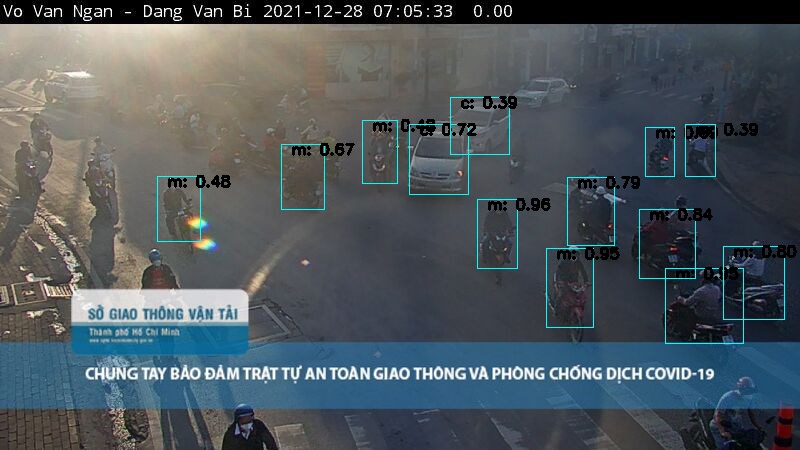 Vo Van Ngan - Dang Van Bi 2021-12-28 07:05:33 0.00
c: 0.39
c: 0.72
m: 0.39
m: 0.67
m: 0.48
m: 0.79
m: 0.96
m: 0.84
m: 0.95
m: 0.80
SỞ GIAO THÔNG VẬN TẢI
Thành phố Hồ Chí Minh
CHUNG TAY BẢO ĐẢM TRẬT TỰ AN TOÀN GIAO THÔNG VÀ PHÒNG CHỐNG DỊCH COVID-19